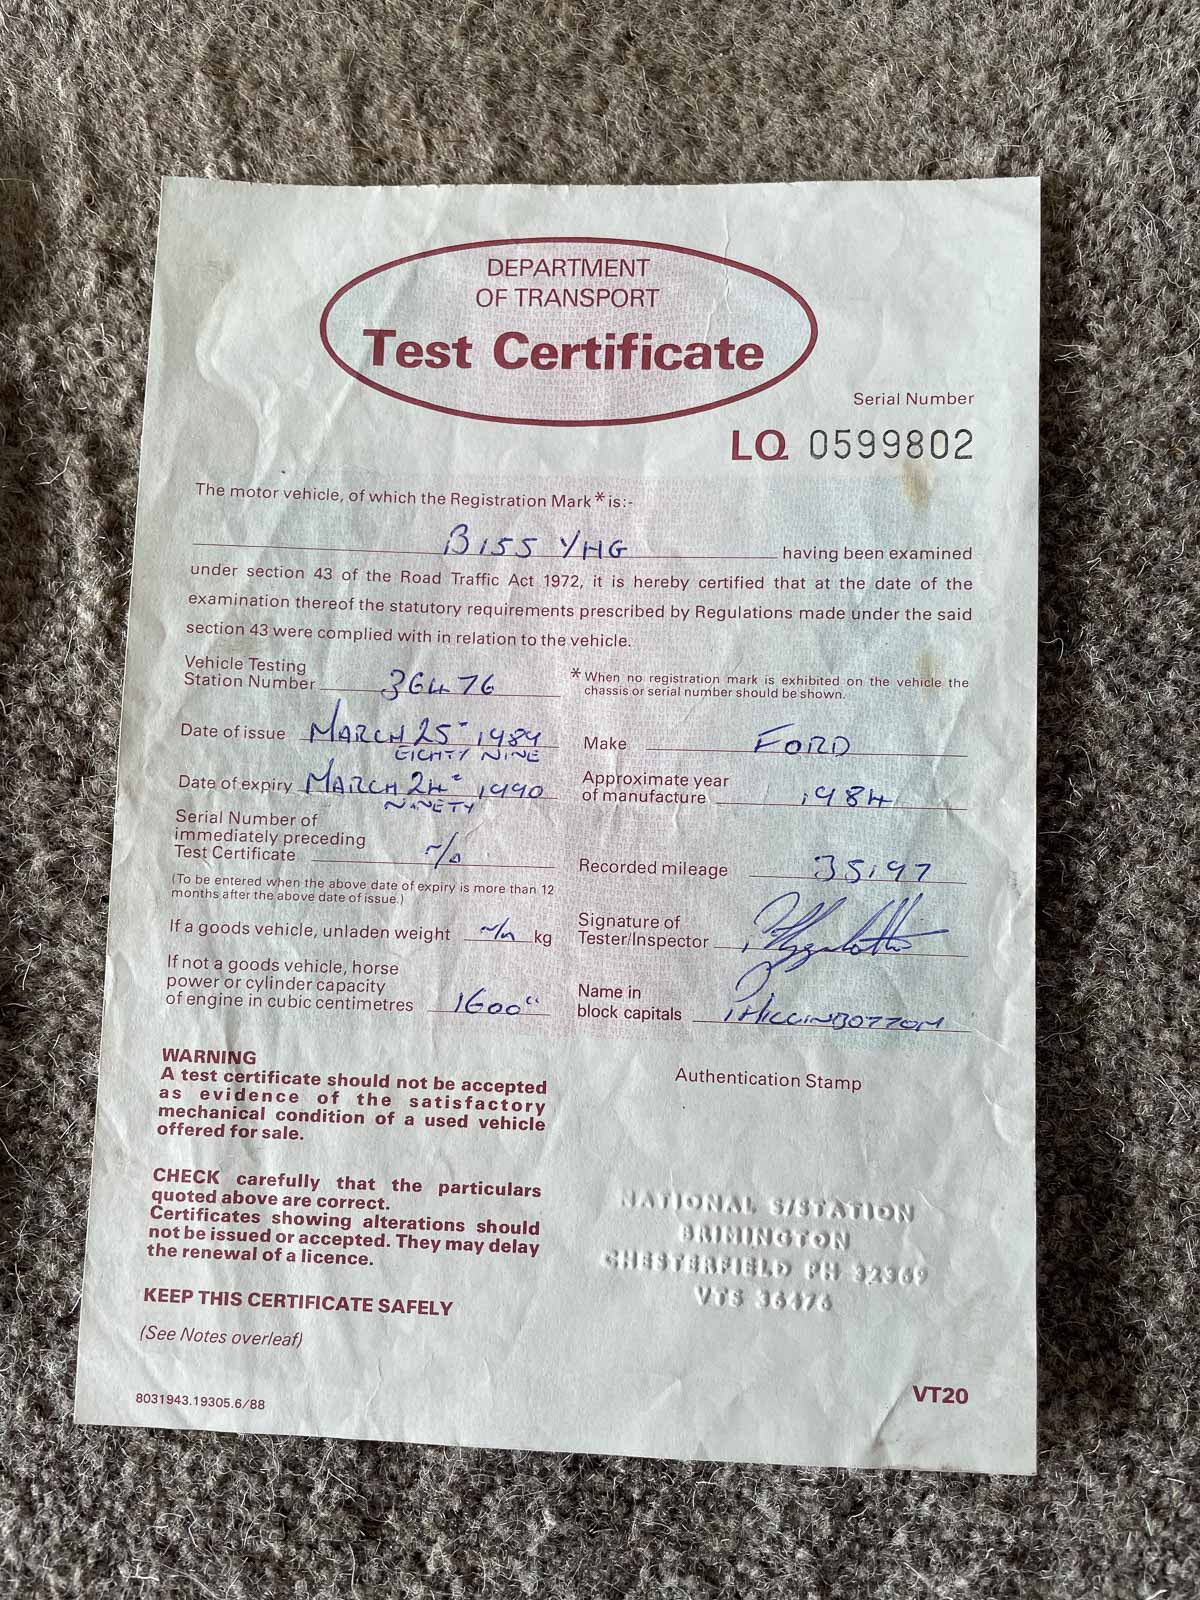 DEPARTMENT
OF TRANSPORT
Test Certificate
Serial Number
LQ 0599802
The motor vehicle, of which the Registration Mark * is:-
B155 YHG having been examined
under section 43 of the Road Traffic Act 1972, it is hereby certified that at the date of the
examination thereof the statutory requirements prescribed by Regulations made under the said
section 43 were complied with in relation to the vehicle.
Vehicle Testing
Station Number 36476
* When no registration mark is exhibited on the vehicle the
chassis or serial number should be shown.
Date of issue MARCH 25 1989
EIGHTY NINE
Make FORD
Date of expiry MARCH 24 1990
NINETY
Approximate year
of manufacture 1984
Serial Number of
immediately preceding
Test Certificate n/a
(To be entered when the above date of expiry is more than 12
months after the above date of issue.)
Recorded mileage 35197
If a goods vehicle, unladen weight n/a kg
Signature of
Tester/Inspector
If not a goods vehicle, horse
power or cylinder capacity
of engine in cubic centimetres 1600cc
Name in
block capitals HIGGINBOTTOM
WARNING
A test certificate should not be accepted
as evidence of the satisfactory
mechanical condition of a used vehicle
offered for sale.
CHECK carefully that the particulars
quoted above are correct.
Certificates showing alterations should
not be issued or accepted. They may delay
the renewal of a licence.
KEEP THIS CERTIFICATE SAFELY
(See Notes overleaf)
Authentication Stamp
NATIONAL S/STATION
BRIMINGTON
CHESTERFIELD PH 32369
VTS 36476
8031943.19305.6/88
VT20